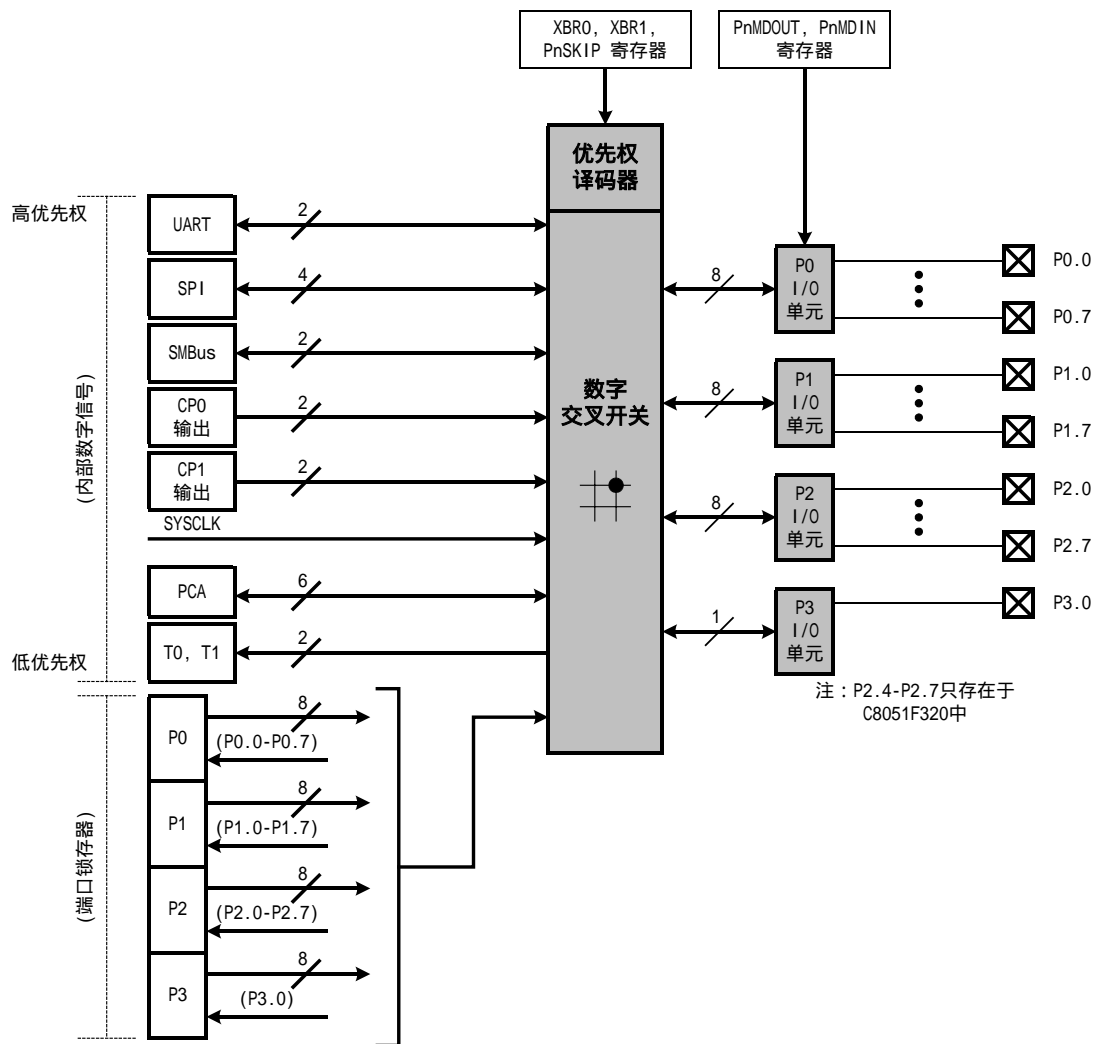 XBR0, XBR1,
PnSKIP 寄存器
PnMDOUT, PnMDIN
寄存器
优先权
译码器
高优先权
UART
2
SPI
4
SMBus
2
CP0
输出
2
CP1
输出
2
SYSCLK
PCA
6
T0, T1
2
低优先权
(内部数字信号)
数字
交叉开关
8
P0
I/O
单元
P0.0
P0.7
8
P1
I/O
单元
P1.0
P1.7
8
P2
I/O
单元
P2.0
P2.7
1
P3
I/O
单元
P3.0
注：P2.4-P2.7只存在于
C8051F320中
(端口锁存器)
P0
8
(P0.0-P0.7)
P1
8
(P1.0-P1.7)
P2
8
(P2.0-P2.7)
P3
8
(P3.0)